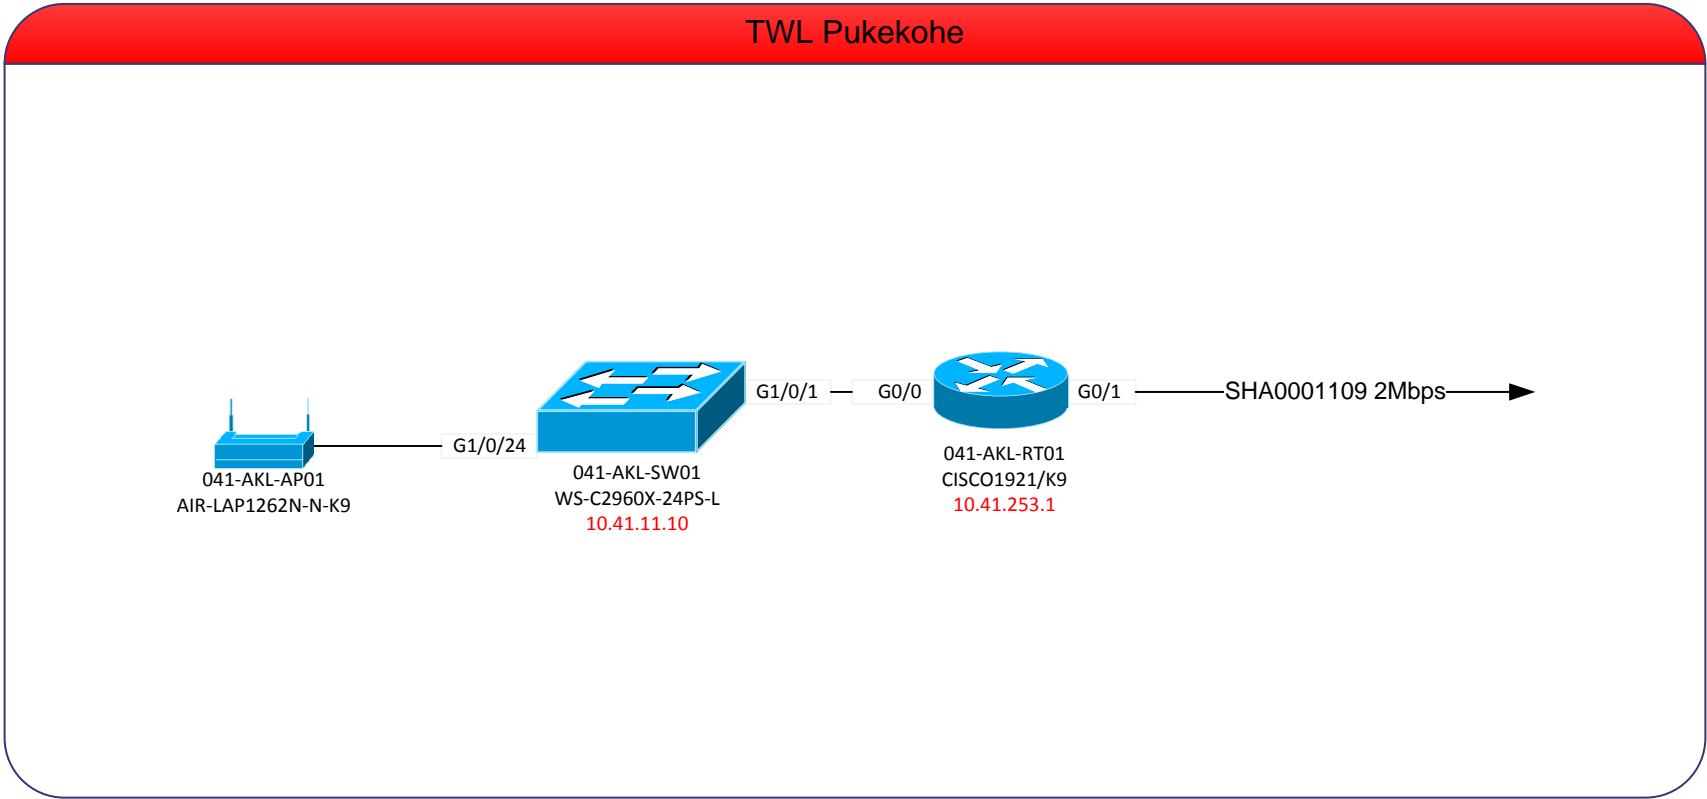 TWL Pukekohe
G1/0/1
G0/0
G0/1
SHA0001109 2Mbps
G1/0/24
041-AKL-AP01
AIR-LAP1262N-N-K9
041-AKL-SW01
WS-C2960X-24PS-L
10.41.11.10
041-AKL-RT01
CISCO1921/K9
10.41.253.1